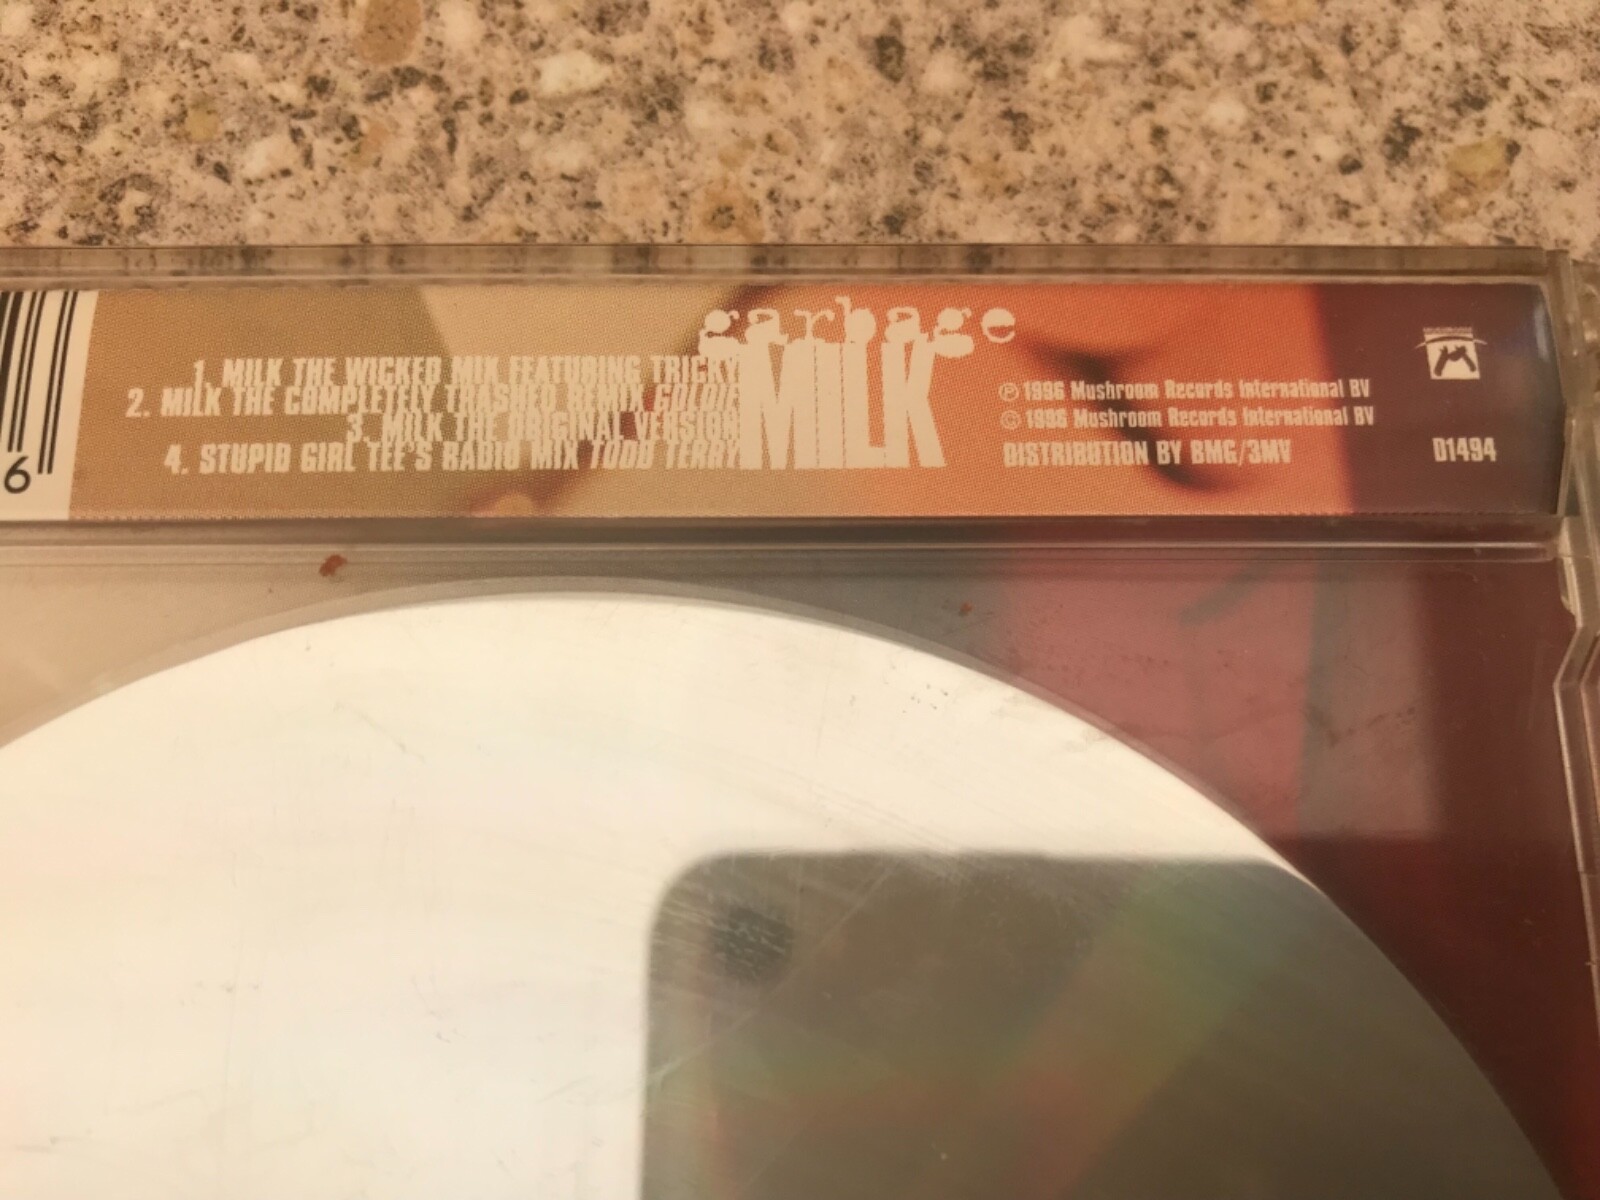 garbage
MILK
1. MILK THE WICKED MIX FEATURING TRICKY
2. MILK THE COMPLETELY TRASHED REMIX GOLDIE
3. MILK THE ORIGINAL VERSION
4. STUPID GIRL TEE'S RADIO MIX TODD TERRY
℗ 1996 Mushroom Records International BV
© 1996 Mushroom Records International BV
DISTRIBUTION BY BMG/3MV
MUSHROOM
D1494
6